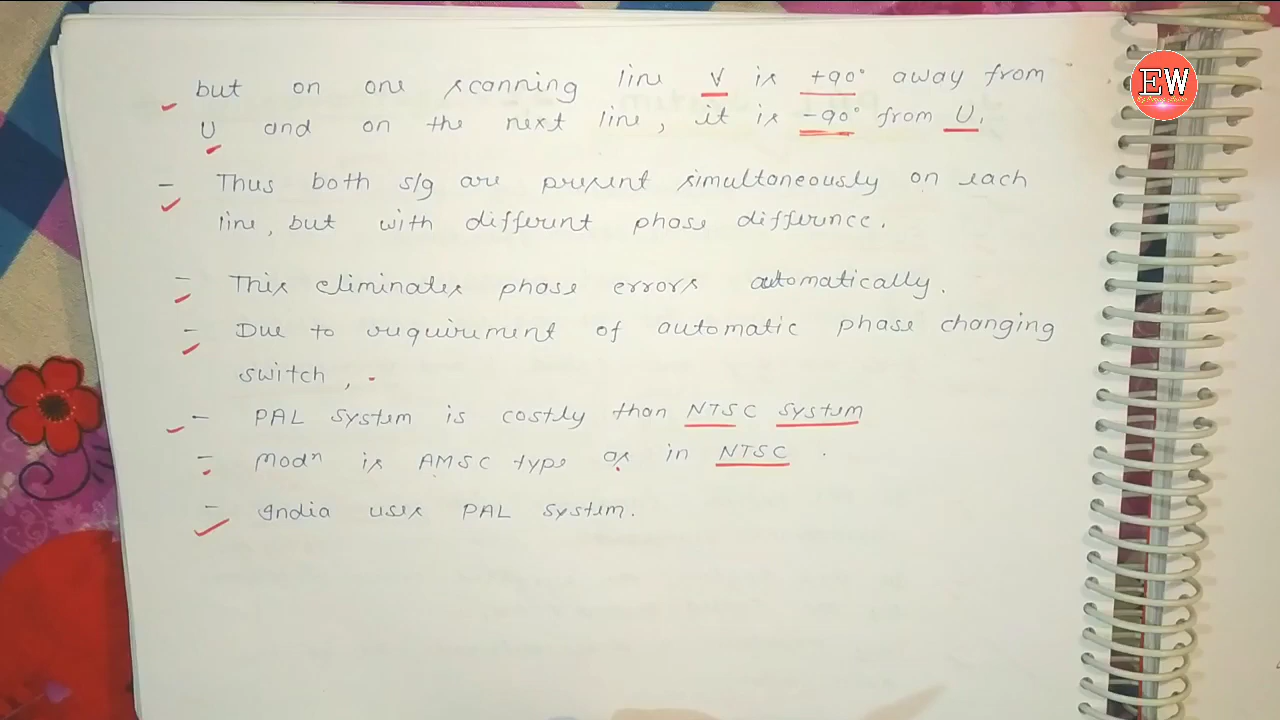 but on one scanning line V is +90° away from
U and on the next line, it is -90° from U.
- Thus both s/g are present simultaneously on each
line, but with different phase difference.
- This eliminates phase errors automatically.
- Due to requirement of automatic phase changing
switch,
- PAL system is costly than NTSC system
- Modⁿ is AMSC type as in NTSC.
- India uses PAL system.
EW